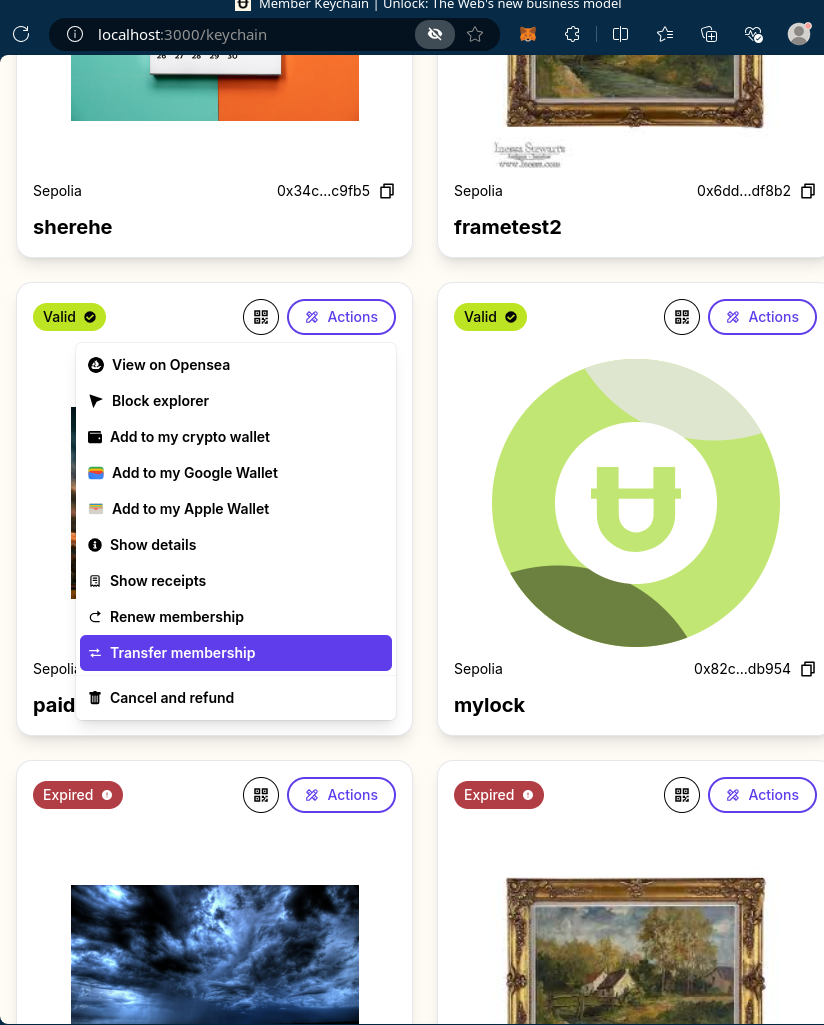 Member Keychain | Unlock: The Web's new business model
localhost:3000/keychain
26 27 28 29 30
Sepolia 0x34c...c9fb5
sherehe
www.com
Sepolia 0x6dd...df8b2
frametest2
Valid Actions
View on Opensea
Block explorer
Add to my crypto wallet
Add to my Google Wallet
Add to my Apple Wallet
Show details
Show receipts
Renew membership
Transfer membership
Cancel and refund
Sepolia
paid
Valid Actions
Sepolia 0x82c...db954
mylock
Expired Actions
Expired Actions